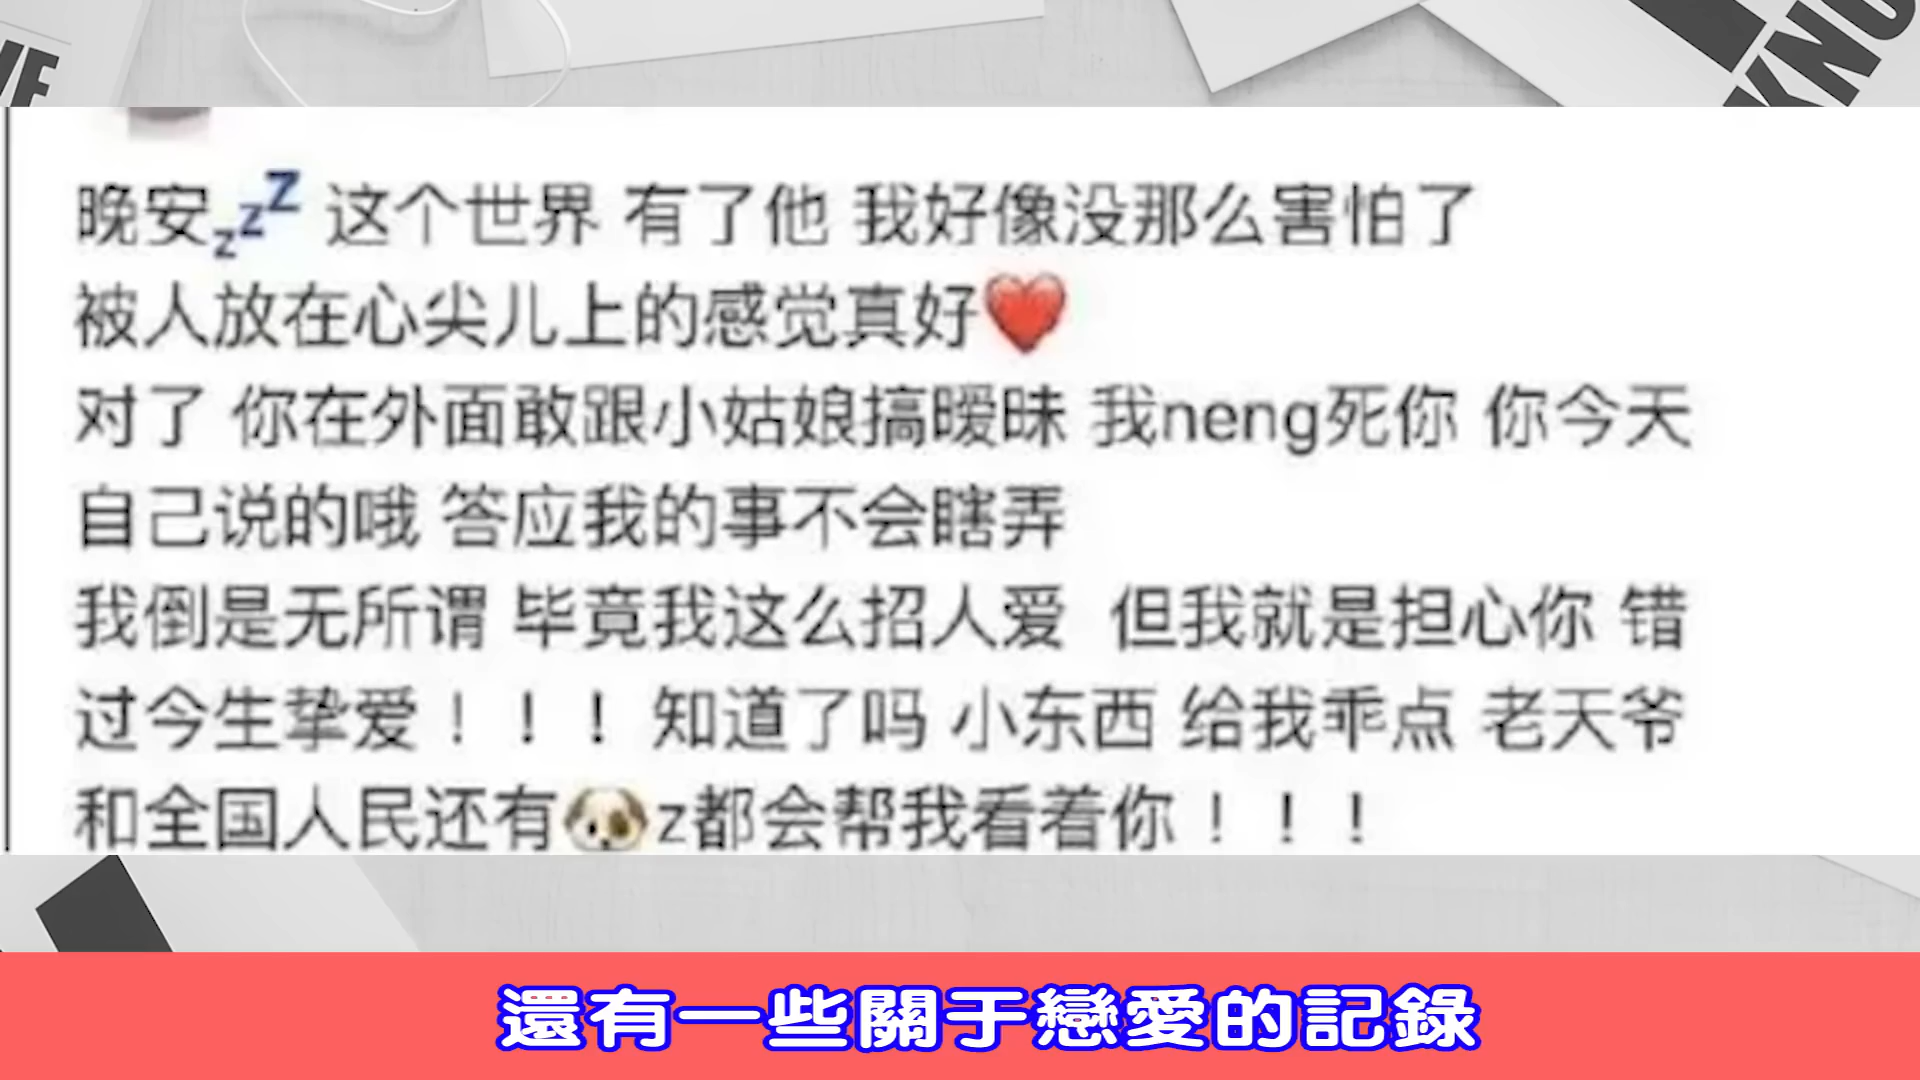 VE
KNO
晚安💤 这个世界 有了他 我好像没那么害怕了
被人放在心尖儿上的感觉真好❤️
对了 你在外面敢跟小姑娘搞暧昧 我neng死你 你今天
自己说的哦 答应我的事不会瞎弄
我倒是无所谓 毕竟我这么招人爱 但我就是担心你 错
过今生挚爱！！！ 知道了吗 小东西 给我乖点 老天爷
和全国人民还有🐶z都会帮我看着你！！！
還有一些關于戀愛的記錄